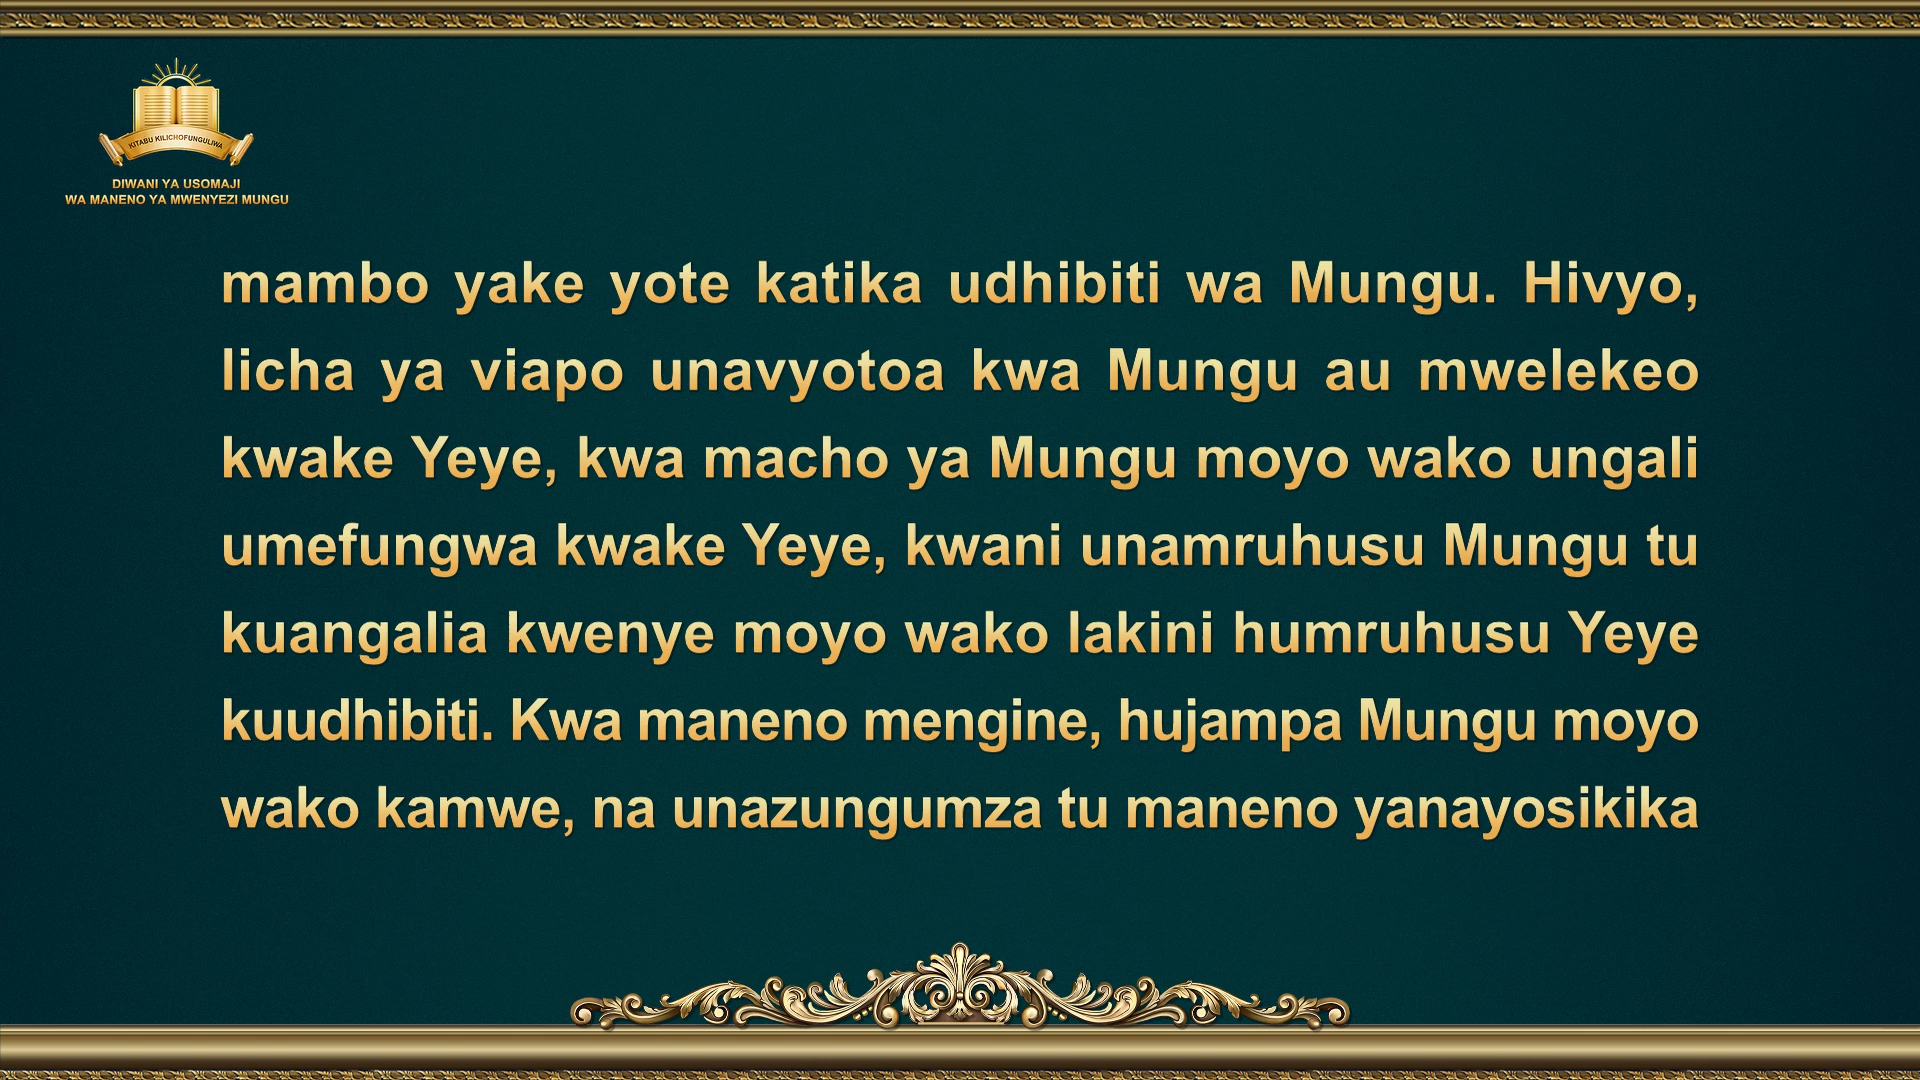 KITABU KILICHOFUNGULIWA
DIWANI YA USOMAJI
WA MANENO YA MWENYEZI MUNGU
mambo yake yote katika udhibiti wa Mungu. Hivyo,
licha ya viapo unavyotoa kwa Mungu au mwelekeo
kwake Yeye, kwa macho ya Mungu moyo wako ungali
umefungwa kwake Yeye, kwani unamruhusu Mungu tu
kuangalia kwenye moyo wako lakini humruhusu Yeye
kuudhibiti. Kwa maneno mengine, hujampa Mungu moyo
wako kamwe, na unazungumza tu maneno yanayosikika